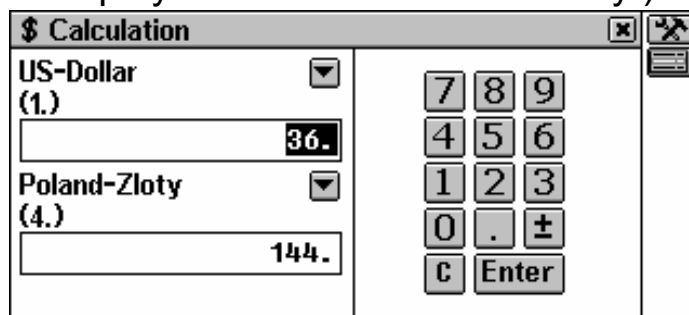 $ Calculation
US-Dollar
(1.)
36.
Poland-Zloty
(4.)
144.
7 8 9
4 5 6
1 2 3
0 . ±
C Enter